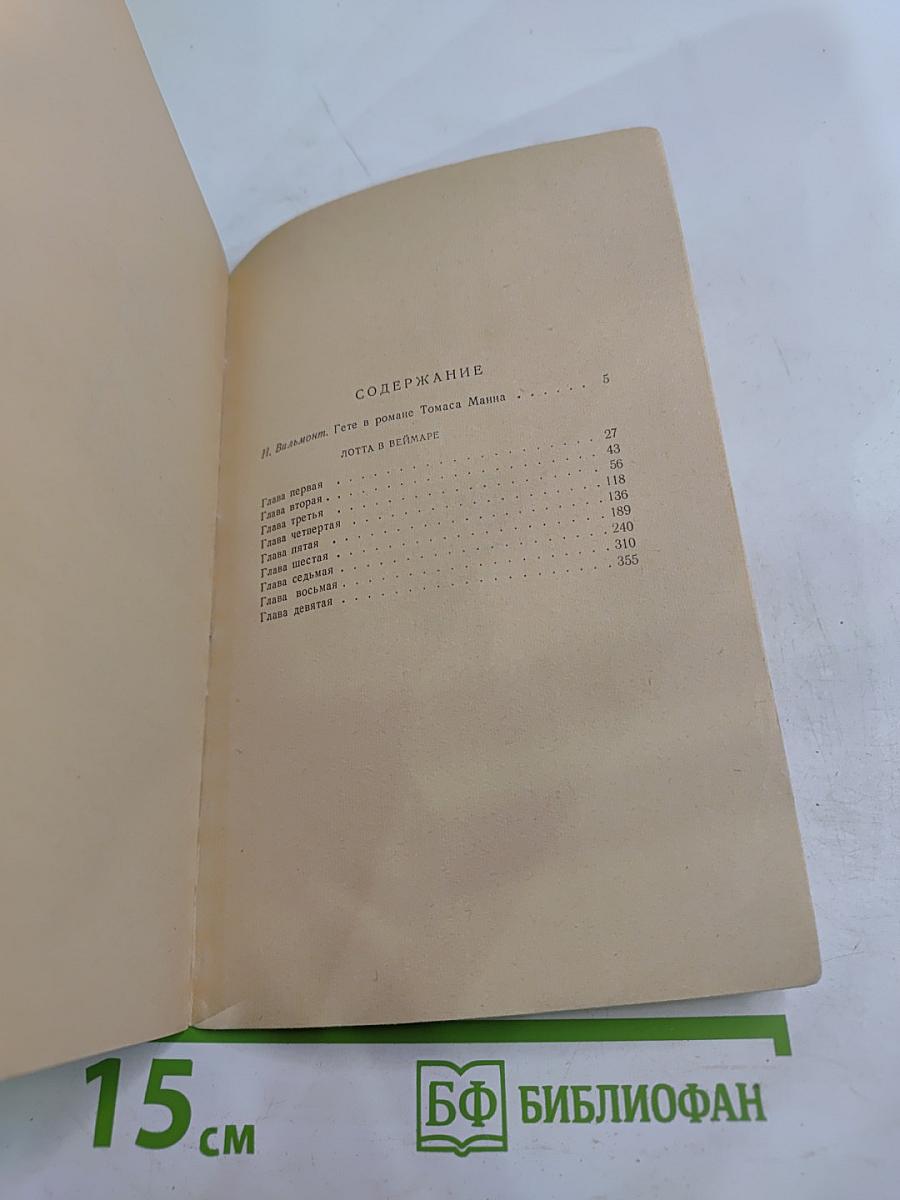 СОДЕРЖАНИЕ
Н. Вильмонт. Гете в романе Томаса Манна . . . . . . 5
ЛОТТА В ВЕЙМАРЕ
Глава первая . . . . . . . . . . . . . . . . 27
Глава вторая . . . . . . . . . . . . . . . . 43
Глава третья . . . . . . . . . . . . . . . . 56
Глава четвертая . . . . . . . . . . . . . . . 118
Глава пятая . . . . . . . . . . . . . . . . 136
Глава шестая . . . . . . . . . . . . . . . . 189
Глава седьмая . . . . . . . . . . . . . . . . 240
Глава восьмая . . . . . . . . . . . . . . . . 310
Глава девятая . . . . . . . . . . . . . . . . 355
15 см
БФ БИБЛИОФАН